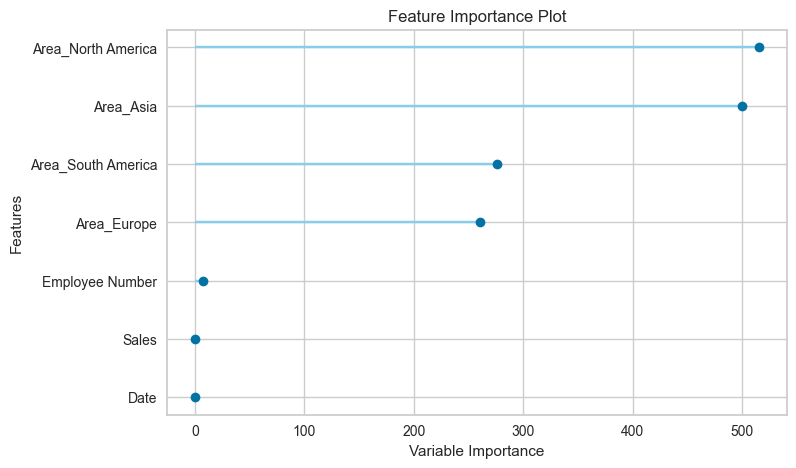 Feature Importance Plot
Features
Area_North America
Area_Asia
Area_South America
Area_Europe
Employee Number
Sales
Date
0 100 200 300 400 500
Variable Importance